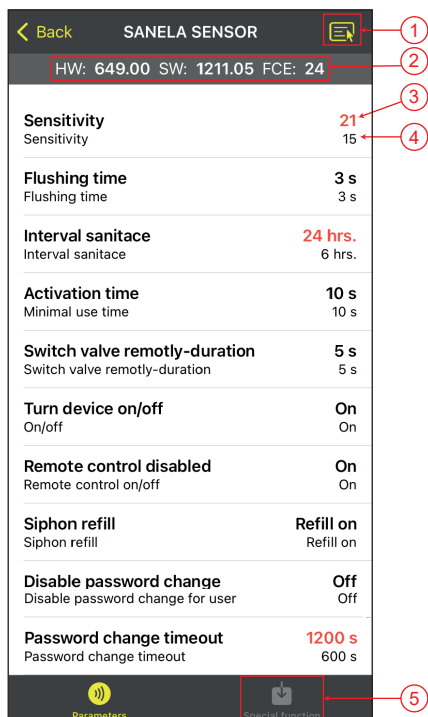 Back SANELA SENSOR 1
HW: 649.00 SW: 1211.05 FCE: 24 2
3
Sensitivity 21
Sensitivity 15 4
Flushing time 3 s
Flushing time 3 s
Interval sanitace 24 hrs.
Interval sanitace 6 hrs.
Activation time 10 s
Minimal use time 10 s
Switch valve remotly-duration 5 s
Switch valve remotly-duration 5 s
Turn device on/off On
On/off On
Remote control disabled On
Remote control on/off On
Siphon refill Refill on
Siphon refill Refill on
Disable password change Off
Disable password change for user Off
Password change timeout 1200 s
Password change timeout 600 s
5
Parameters Special function